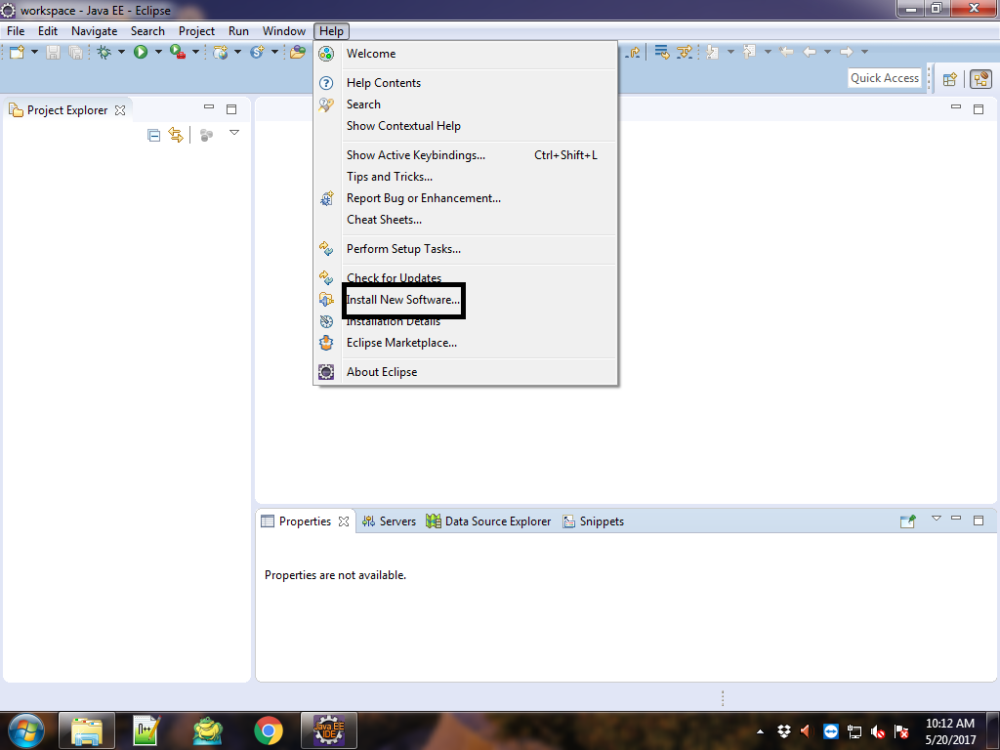 workspace - Java EE - Eclipse
File Edit Navigate Search Project Run Window Help
Welcome
Help Contents
Search
Show Contextual Help
Show Active Keybindings... Ctrl+Shift+L
Tips and Tricks...
Report Bug or Enhancement...
Cheat Sheets...
Perform Setup Tasks...
Check for Updates
Install New Software...
Installation Details
Eclipse Marketplace...
About Eclipse
Quick Access
Project Explorer
Properties Servers Data Source Explorer Snippets
Properties are not available.
Java EE
IDE
10:12 AM
5/20/2017